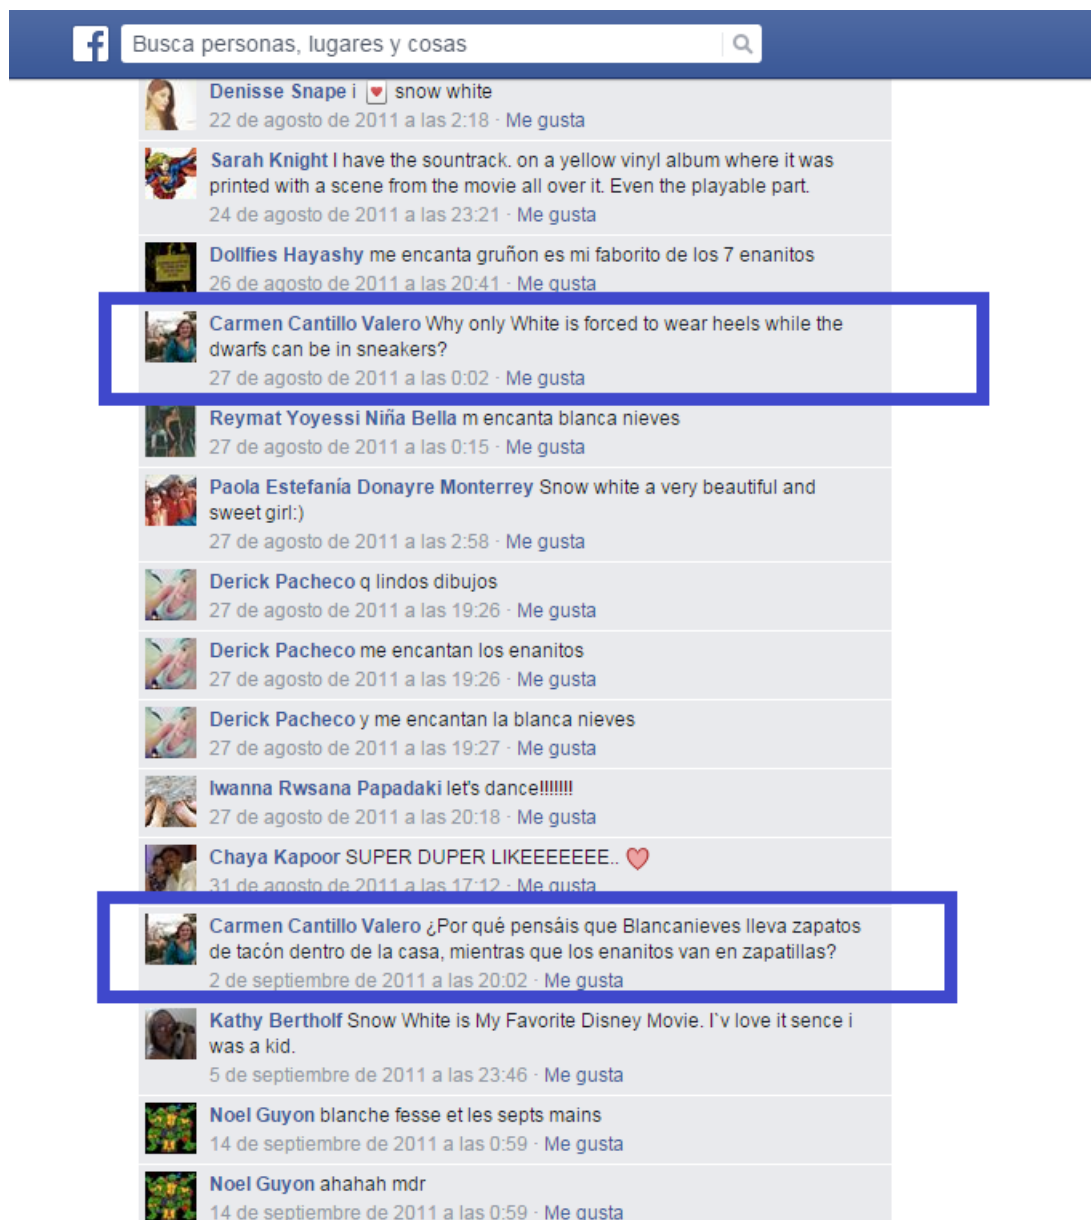 f Busca personas, lugares y cosas
Denisse Snape i snow white
22 de agosto de 2011 a las 2:18 · Me gusta
Sarah Knight I have the sountrack. on a yellow vinyl album where it was
printed with a scene from the movie all over it. Even the playable part.
24 de agosto de 2011 a las 23:21 · Me gusta
Dollfies Hayashy me encanta gruñon es mi faborito de los 7 enanitos
26 de agosto de 2011 a las 20:41 · Me gusta
Carmen Cantillo Valero Why only White is forced to wear heels while the
dwarfs can be in sneakers?
27 de agosto de 2011 a las 0:02 · Me gusta
Reymat Yoyessi Niña Bella m encanta blanca nieves
27 de agosto de 2011 a las 0:15 · Me gusta
Paola Estefanía Donayre Monterrey Snow white a very beautiful and
sweet girl:)
27 de agosto de 2011 a las 2:58 · Me gusta
Derick Pacheco q lindos dibujos
27 de agosto de 2011 a las 19:26 · Me gusta
Derick Pacheco me encantan los enanitos
27 de agosto de 2011 a las 19:26 · Me gusta
Derick Pacheco y me encantan la blanca nieves
27 de agosto de 2011 a las 19:27 · Me gusta
Iwanna Rwsana Papadaki let's dance!!!!!!!
27 de agosto de 2011 a las 20:18 · Me gusta
Chaya Kapoor SUPER DUPER LIKEEEEEEE..
31 de agosto de 2011 a las 17:12 · Me gusta
Carmen Cantillo Valero ¿Por qué pensáis que Blancanieves lleva zapatos
de tacón dentro de la casa, mientras que los enanitos van en zapatillas?
2 de septiembre de 2011 a las 20:02 · Me gusta
Kathy Bertholf Snow White is My Favorite Disney Movie. I`v love it sence i
was a kid.
5 de septiembre de 2011 a las 23:46 · Me gusta
Noel Guyon blanche fesse et les septs mains
14 de septiembre de 2011 a las 0:59 · Me gusta
Noel Guyon ahahah mdr
14 de septiembre de 2011 a las 0:59 · Me gusta